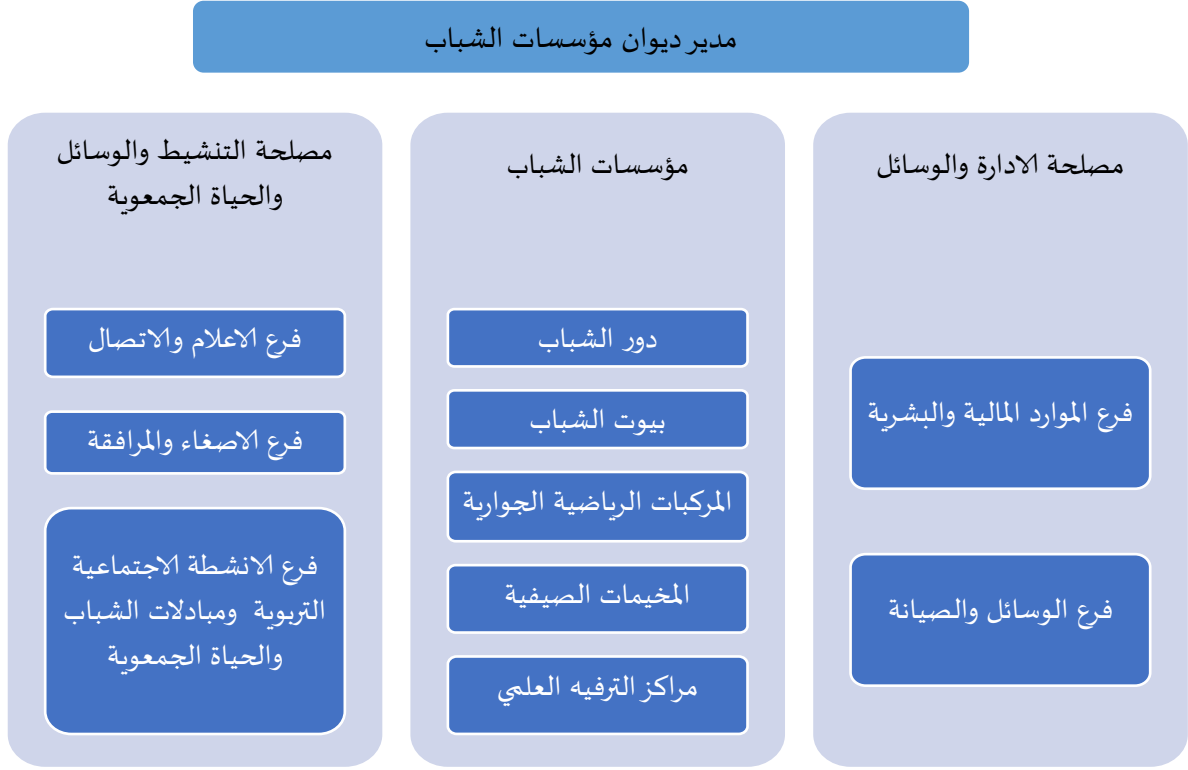 مدير ديوان مؤسسات الشباب
مصلحة الادارة والوسائل
فرع الموارد المالية والبشرية
فرع الوسائل والصيانة
مؤسسات الشباب
دور الشباب
بيوت الشباب
المركبات الرياضية الجوارية
المخيمات الصيفية
مراكز الترفيه العلمي
مصلحة التنشيط والوسائل
والحياة الجمعوية
فرع الاعلام والاتصال
فرع الاصغاء والمرافقة
فرع الانشطة الاجتماعية
التربوية ومبادلات الشباب
والحياة الجمعوية